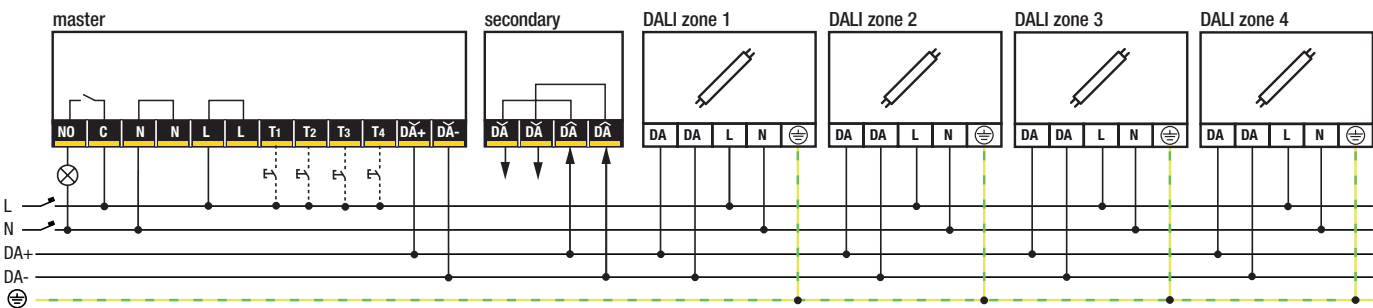 master secondary DALI zone 1 DALI zone 2 DALI zone 3 DALI zone 4
NO C N N L L T1 T2 T3 T4 DA+ DA- DA DA DA DA DA DA L N DA DA L N DA DA L N DA DA L N
L
N
DA+
DA-